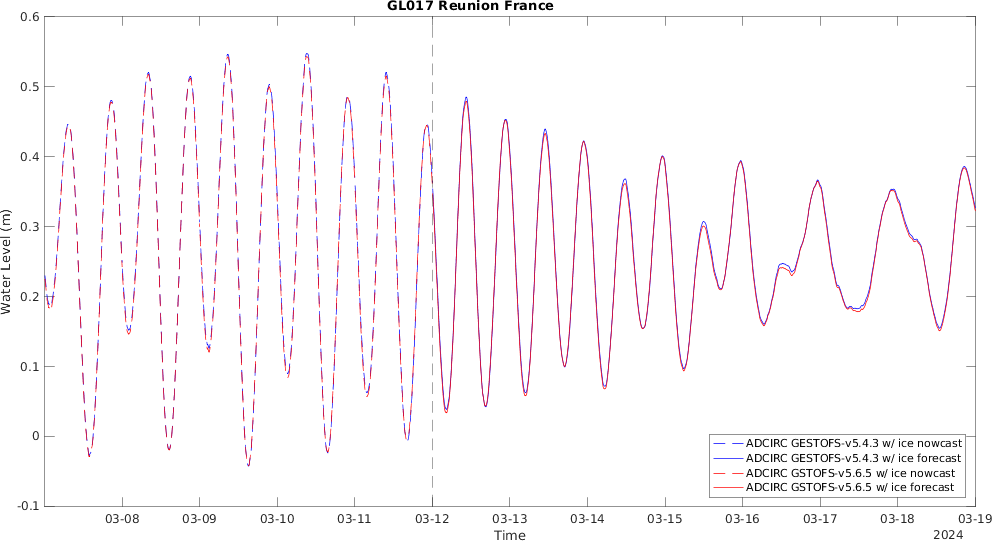 GL017 Reunion France
Water Level (m)
0.6
0.5
0.4
0.3
0.2
0.1
0
-0.1
ADCIRC GESTOFS-v5.4.3 w/ ice nowcast
ADCIRC GESTOFS-v5.4.3 w/ ice forecast
ADCIRC GSTOFS-v5.6.5 w/ ice nowcast
ADCIRC GSTOFS-v5.6.5 w/ ice forecast
03-08 03-09 03-10 03-11 03-12 03-13 03-14 03-15 03-16 03-17 03-18 03-19
Time
2024